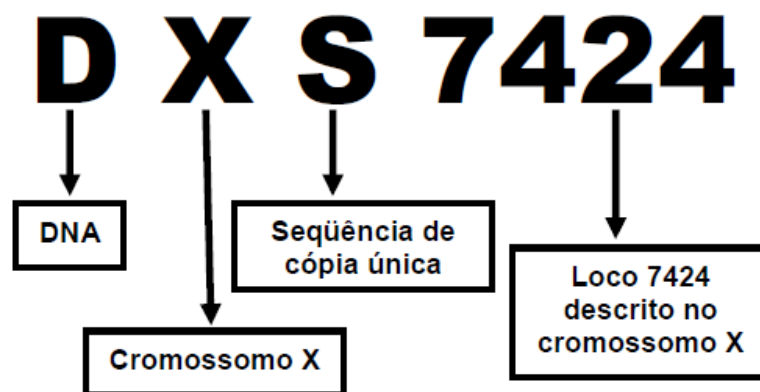 D X S 7424
DNA
Seqüência de
cópia única
Loco 7424
descrito no
cromossomo X
Cromossomo X